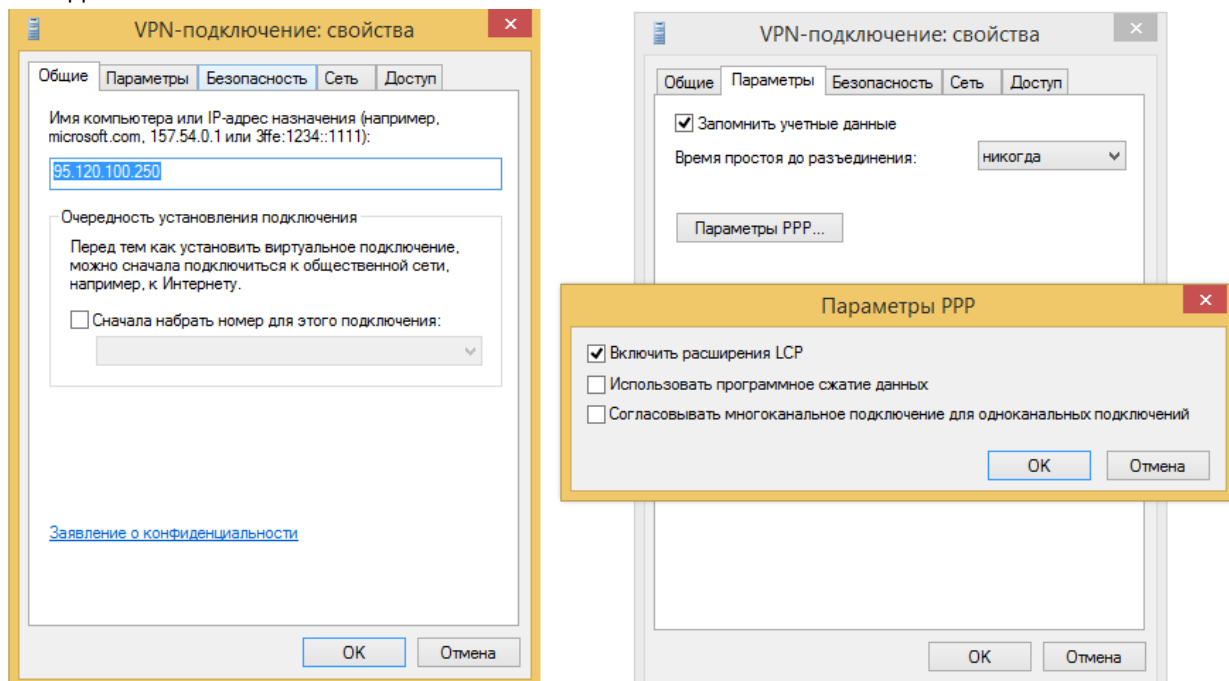 VPN-подключение: свойства
Общие Параметры Безопасность Сеть Доступ
Имя компьютера или IP-адрес назначения (например,
microsoft.com, 157.54.0.1 или 3ffe:1234::1111):
95.120.100.250
Очередность установления подключения
Перед тем как установить виртуальное подключение,
можно сначала подключиться к общественной сети,
например, к Интернету.
Сначала набрать номер для этого подключения:
Заявление о конфиденциальности
OK Отмена
VPN-подключение: свойства
Общие Параметры Безопасность Сеть Доступ
Запомнить учетные данные
Время простоя до разъединения: никогда
Параметры PPP...
Параметры PPP
Включить расширения LCP
Использовать программное сжатие данных
Согласовывать многоканальное подключение для одноканальных подключений
OK Отмена
OK Отмена